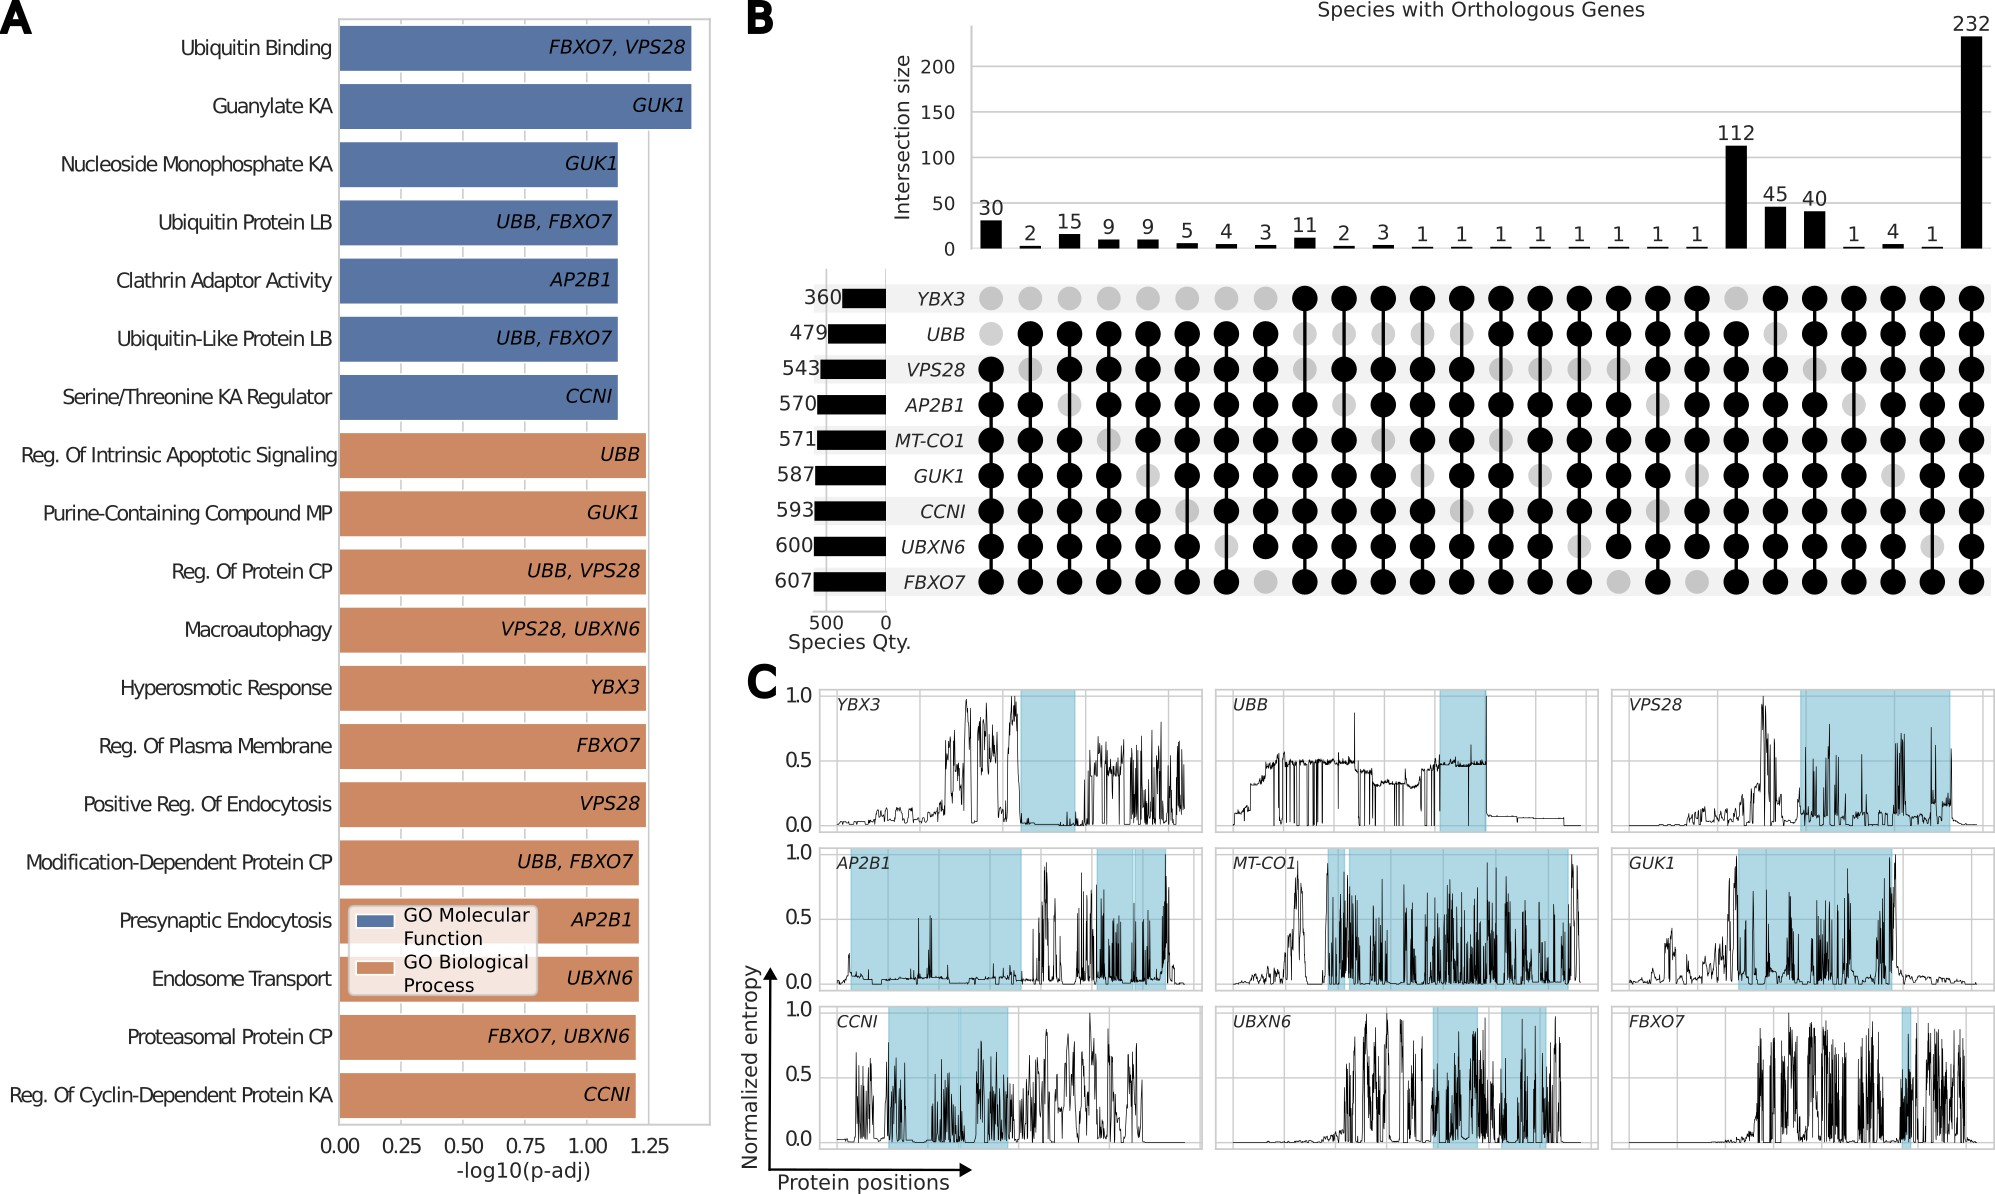 A
Ubiquitin Binding
FBXO7, VPS28
Guanylate KA
GUK1
Nucleoside Monophosphate KA
GUK1
Ubiquitin Protein LB
UBB, FBXO7
Clathrin Adaptor Activity
AP2B1
Ubiquitin-Like Protein LB
UBB, FBXO7
Serine/Threonine KA Regulator
CCNI
Reg. Of Intrinsic Apoptotic Signaling
UBB
Purine-Containing Compound MP
GUK1
Reg. Of Protein CP
UBB, VPS28
Macroautophagy
VPS28, UBXN6
Hyperosmotic Response
YBX3
Reg. Of Plasma Membrane
FBXO7
Positive Reg. Of Endocytosis
VPS28
Modification-Dependent Protein CP
UBB, FBXO7
Presynaptic Endocytosis
AP2B1
Endosome Transport
UBXN6
Proteasomal Protein CP
FBXO7, UBXN6
Reg. Of Cyclin-Dependent Protein KA
CCNI
GO Molecular
Function
GO Biological
Process
0.00 0.25 0.50 0.75 1.00 1.25
-log10(p-adj)
B
Species with Orthologous Genes
Intersection size
200
150
100
50
0
30 2 15 9 9 5 4 3 11 2 3 1 1 1 1 1 1 1 1 112 45 40 1 4 1 232
360 YBX3
479 UBB
543 VPS28
570 AP2B1
571 MT-CO1
587 GUK1
593 CCNI
600 UBXN6
607 FBXO7
500 0
Species Qty.
C
1.0
0.5
0.0
YBX3
UBB
VPS28
1.0
0.5
0.0
AP2B1
MT-CO1
GUK1
1.0
0.5
0.0
CCNI
UBXN6
FBXO7
Normalized entropy
Protein positions